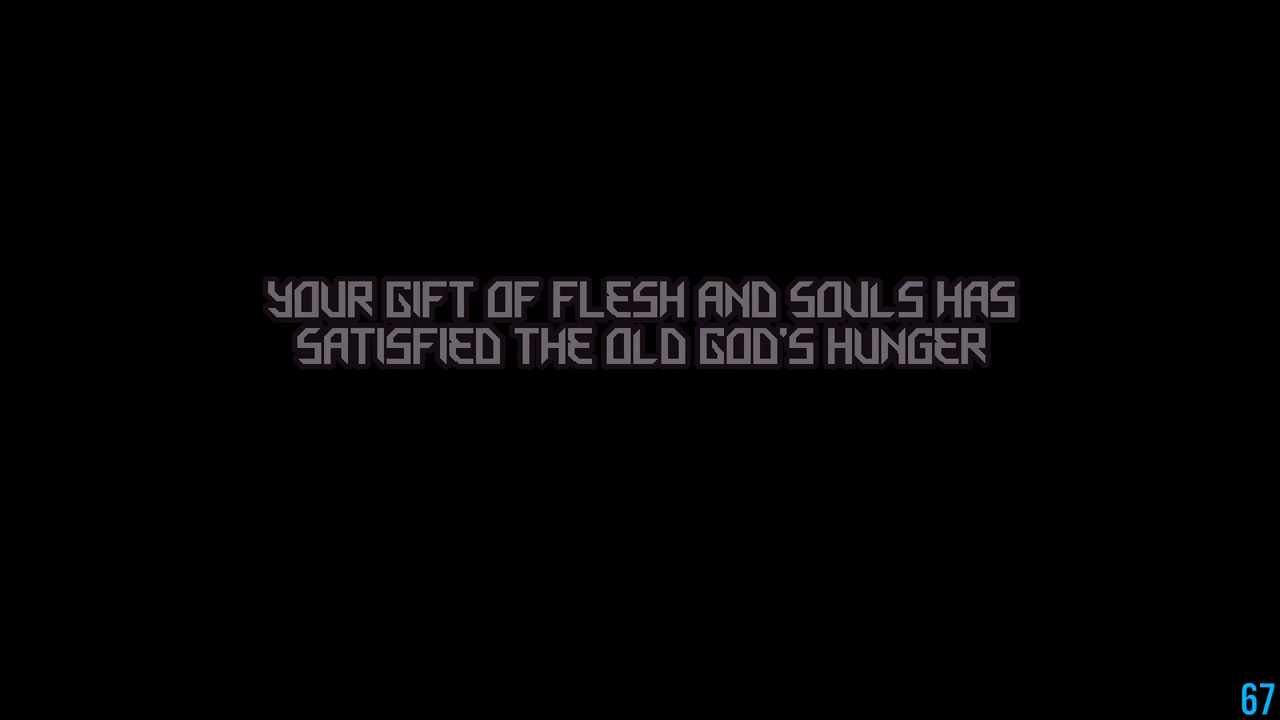 YOUR GIFT OF FLESH AND SOULS HAS
SATISFIED THE OLD GOD'S HUNGER
67